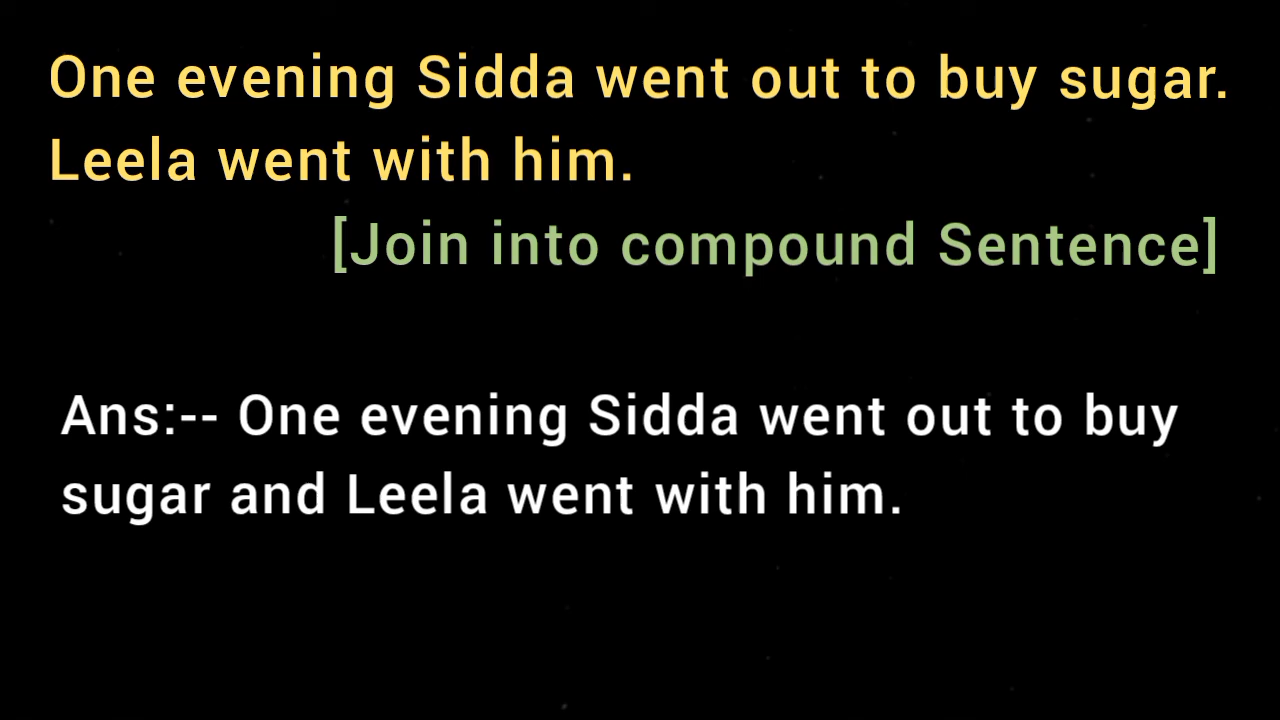 One evening Sidda went out to buy sugar.
Leela went with him.
[Join into compound Sentence]
Ans:-- One evening Sidda went out to buy
sugar and Leela went with him.